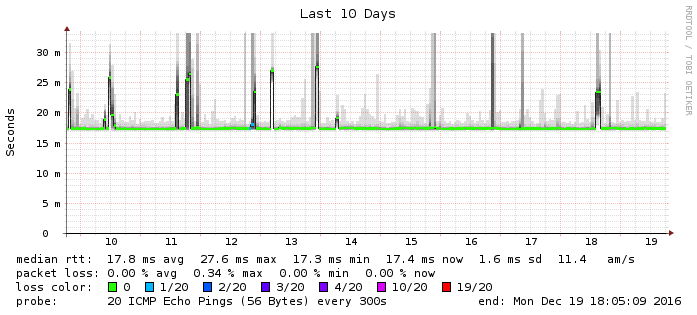 Last 10 Days
RRDTOOL / TOBI OETIKER
Seconds
30 m
25 m
20 m
15 m
10 m
5 m
0
10 11 12 13 14 15 16 17 18 19
median rtt: 17.8 ms avg 27.6 ms max 17.3 ms min 17.4 ms now 1.6 ms sd 11.4 am/s
packet loss: 0.00 % avg 0.34 % max 0.00 % min 0.00 % now
loss color: 0 1/20 2/20 3/20 4/20 10/20 19/20
probe: 20 ICMP Echo Pings (56 Bytes) every 300s end: Mon Dec 19 18:05:09 2016